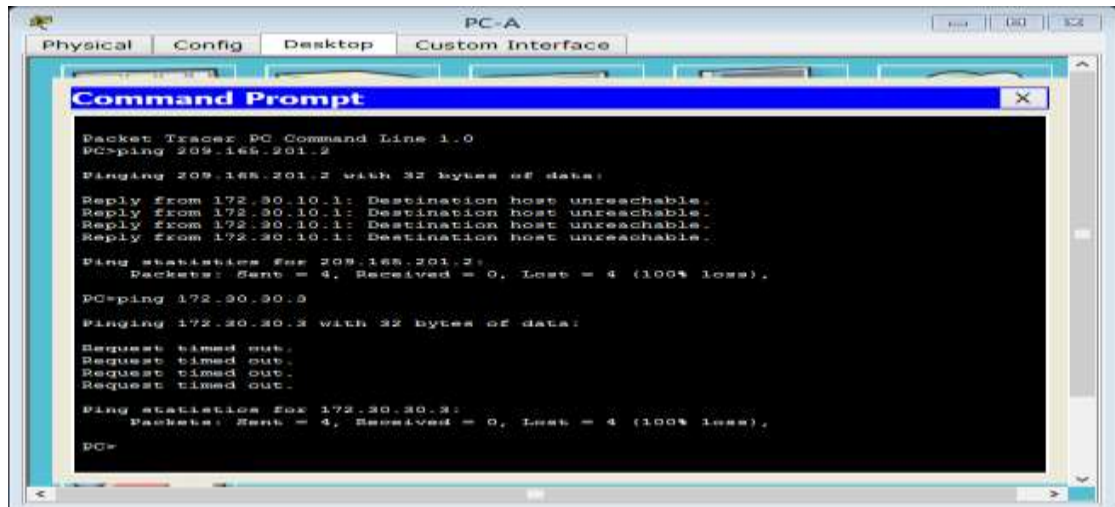 PC-A
Physical Config Desktop Custom Interface
Command Prompt
Packet Tracer PC Command Line 1.0
PC>ping 209.165.201.2
Pinging 209.165.201.2 with 32 bytes of data:
Reply from 172.30.10.1: Destination host unreachable.
Reply from 172.30.10.1: Destination host unreachable.
Reply from 172.30.10.1: Destination host unreachable.
Reply from 172.30.10.1: Destination host unreachable.
Ping statistics for 209.165.201.2:
Packets: Sent = 4, Received = 0, Lost = 4 (100% loss),
PC>ping 172.30.30.3
Pinging 172.30.30.3 with 32 bytes of data:
Request timed out.
Request timed out.
Request timed out.
Request timed out.
Ping statistics for 172.30.30.3:
Packets: Sent = 4, Received = 0, Lost = 4 (100% loss),
PC>